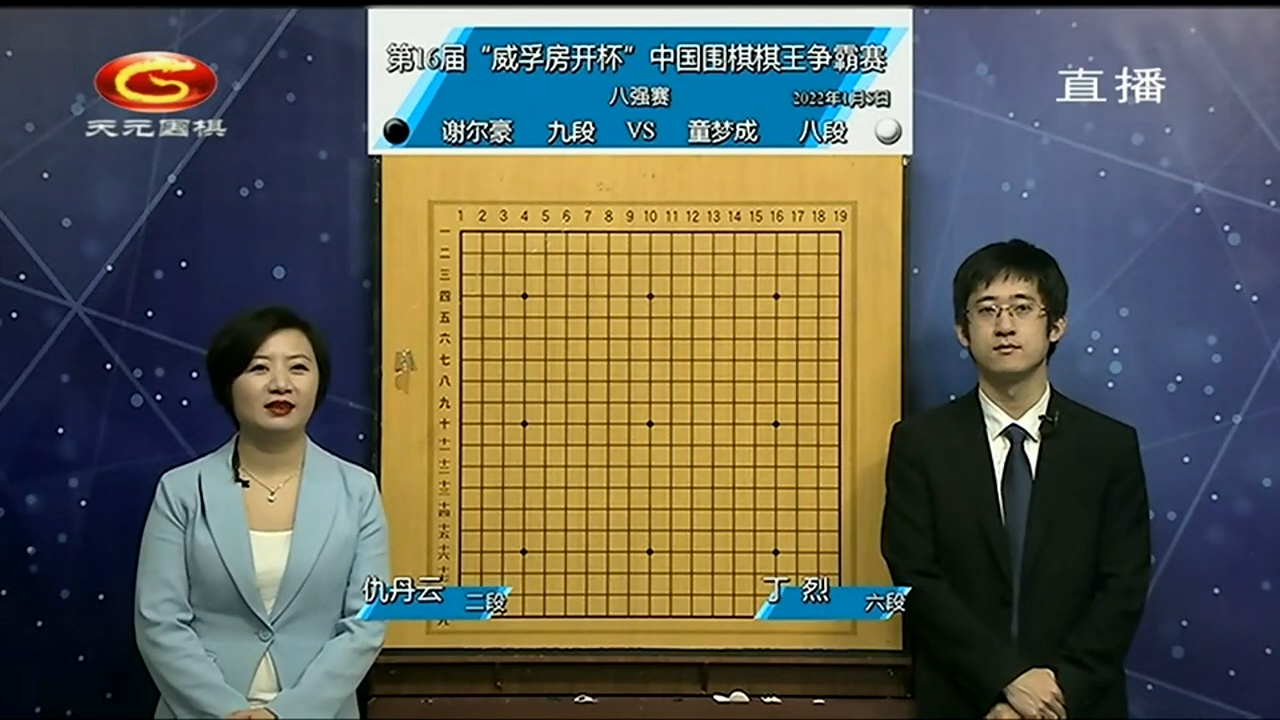 第16届“威孚房开杯”中国围棋棋王争霸赛
八强赛 2022年1月5日
谢尔豪 九段 VS 童梦成 八段
天元围棋
直播
1 2 3 4 5 6 7 8 9 10 11 12 13 14 15 16 17 18 19
一
二
三
四
五
六
七
八
九
十
十一
十二
十三
十四
十五
十六
十七
仇丹云 二段
丁烈 六段